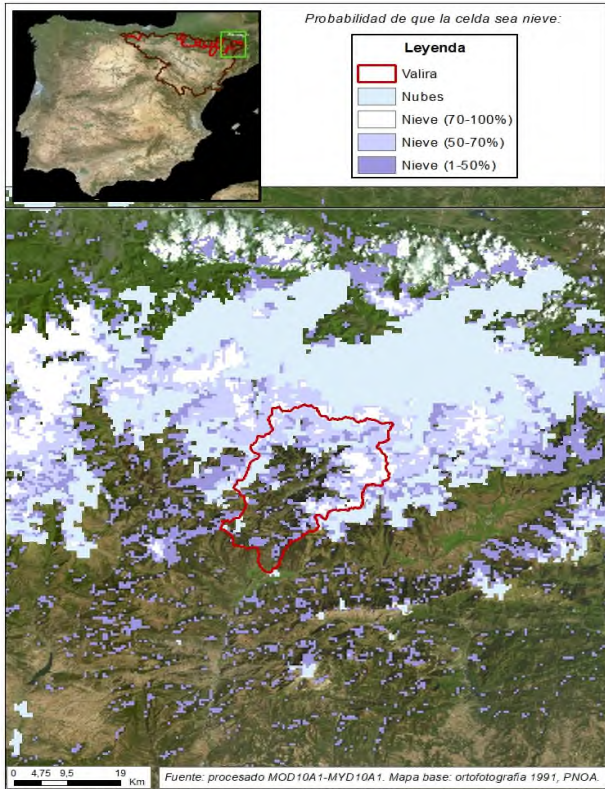 Probabilidad de que la celda sea nieve:
Leyenda
Valira
Nubes
Nieve (70-100%)
Nieve (50-70%)
Nieve (1-50%)
0 4,75 9,5 19
Km
Fuente: procesado MOD10A1-MYD10A1. Mapa base: ortofotografía 1991, PNOA.